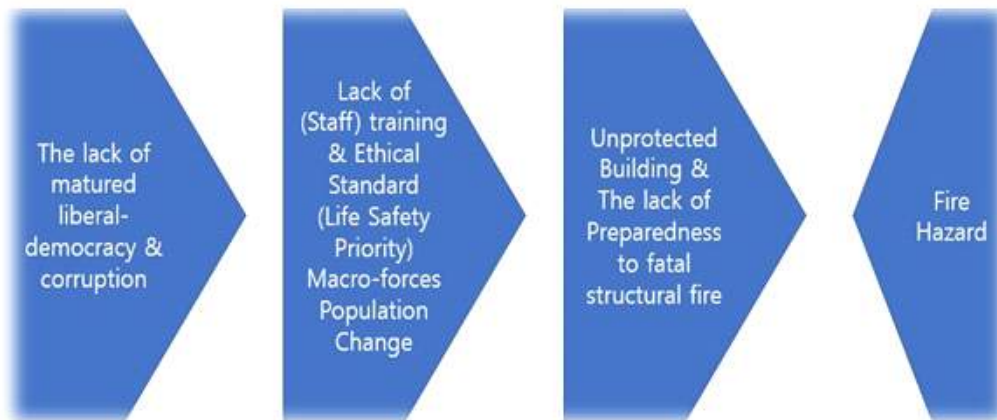 The lack of
matured
liberal-
democracy &
corruption
Lack of
(Staff) training
& Ethical
Standard
(Life Safety
Priority)
Macro-forces
Population
Change
Unprotected
Building &
The lack of
Preparedness
to fatal
structural fire
Fire
Hazard